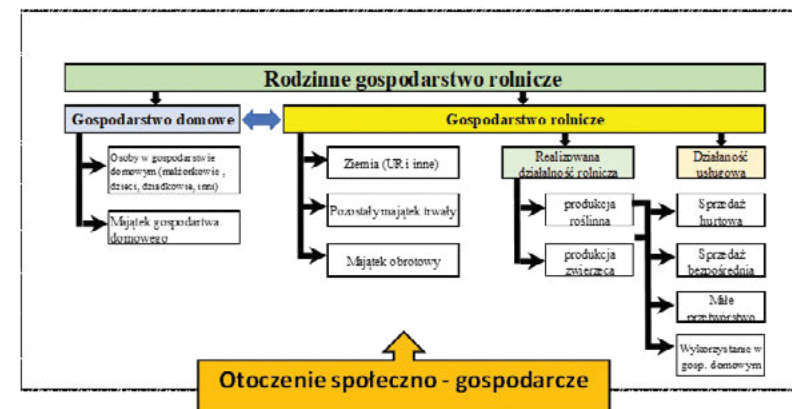 Rodzinne gospodarstwo rolnicze
Gospodarstwo domowe
Gospodarstwo rolnicze
Osoby w gospodarstwie
domowym (małżonkowie ,
dzieci, dziadkowie, inni)
Majątek gospodartwa
domowego
Ziemia (UR i inne)
Pozostały majątek trwały
Majątek obrotowy
Realizowana
działalność rolnicza
produkcja
roślinna
produkcja
zwierzęca
Działaność
usługowa
Sprzedaż
hurtowa
Sprzedaż
bezpośrednia
Małe
przetwórstwo
Wykorzystanie w
gosp. domowym
Otoczenie społeczno - gospodarcze